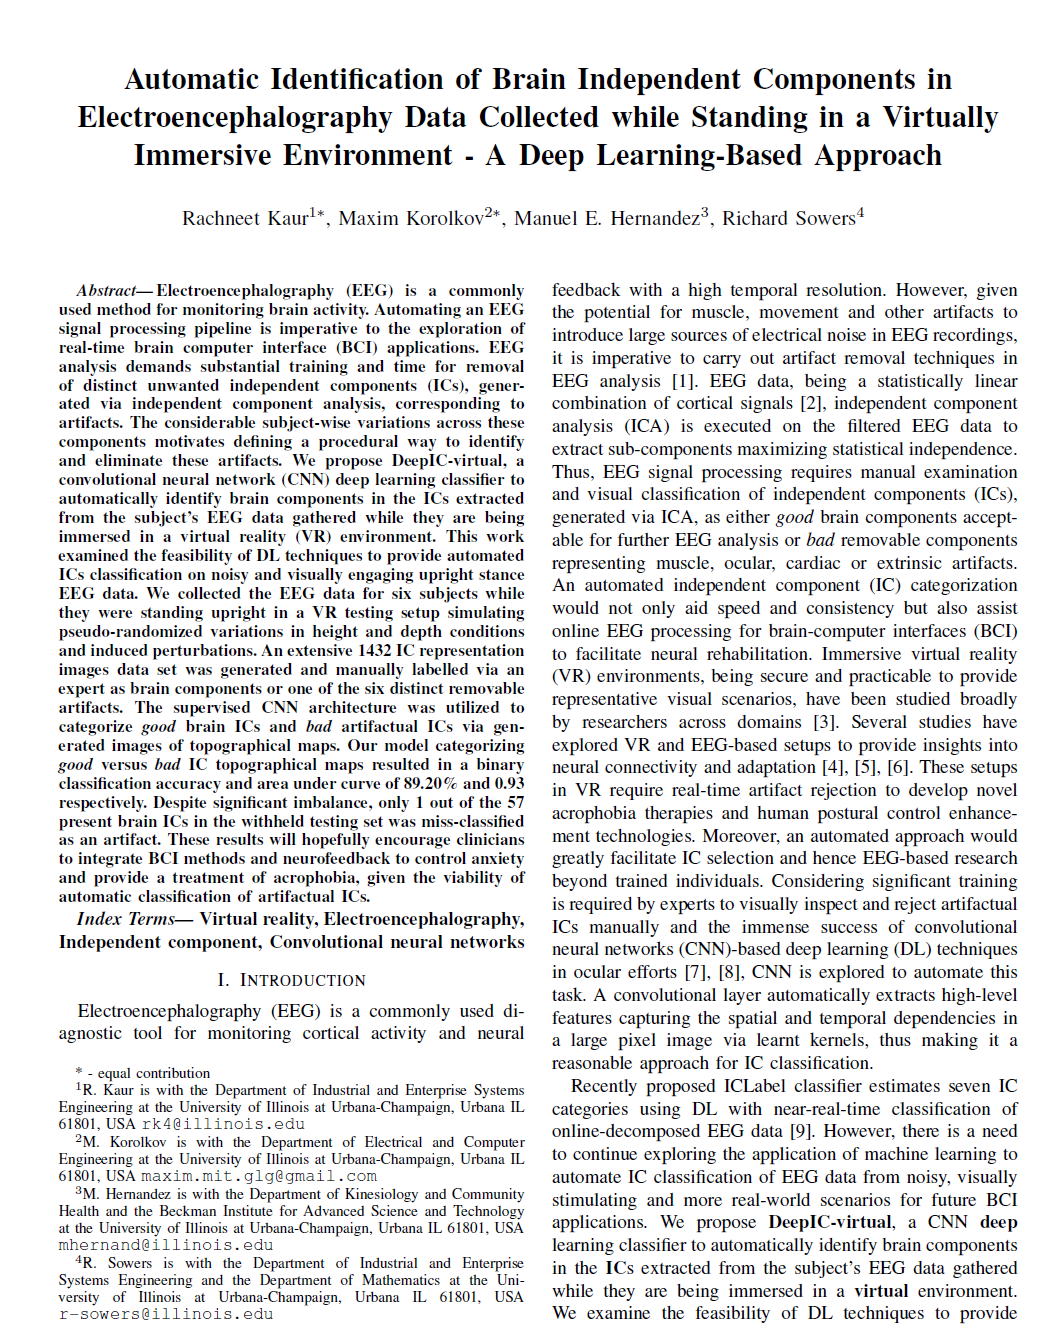 Automatic Identification of Brain Independent Components in
Electroencephalography Data Collected while Standing in a Virtually
Immersive Environment - A Deep Learning-Based Approach
Rachneet Kaur1*, Maxim Korolkov2*, Manuel E. Hernandez3, Richard Sowers4
Abstract— Electroencephalography (EEG) is a commonly
used method for monitoring brain activity. Automating an EEG
signal processing pipeline is imperative to the exploration of
real-time brain computer interface (BCI) applications. EEG
analysis demands substantial training and time for removal
of distinct unwanted independent components (ICs), gener-
ated via independent component analysis, corresponding to
artifacts. The considerable subject-wise variations across these
components motivates defining a procedural way to identify
and eliminate these artifacts. We propose DeepIC-virtual, a
convolutional neural network (CNN) deep learning classifier to
automatically identify brain components in the ICs extracted
from the subject's EEG data gathered while they are being
immersed in a virtual reality (VR) environment. This work
examined the feasibility of DL techniques to provide automated
ICs classification on noisy and visually engaging upright stance
EEG data. We collected the EEG data for six subjects while
they were standing upright in a VR testing setup simulating
pseudo-randomized variations in height and depth conditions
and induced perturbations. An extensive 1432 IC representation
images data set was generated and manually labelled via an
expert as brain components or one of the six distinct removable
artifacts. The supervised CNN architecture was utilized to
categorize good brain ICs and bad artifactual ICs via gen-
erated images of topographical maps. Our model categorizing
good versus bad IC topographical maps resulted in a binary
classification accuracy and area under curve of 89.20% and 0.93
respectively. Despite significant imbalance, only 1 out of the 57
present brain ICs in the withheld testing set was miss-classified
as an artifact. These results will hopefully encourage clinicians
to integrate BCI methods and neurofeedback to control anxiety
and provide a treatment of acrophobia, given the viability of
automatic classification of artifactual ICs.
Index Terms— Virtual reality, Electroencephalography,
Independent component, Convolutional neural networks
I. INTRODUCTION
Electroencephalography (EEG) is a commonly used di-
agnostic tool for monitoring cortical activity and neural
* - equal contribution
1R. Kaur is with the Department of Industrial and Enterprise Systems
Engineering at the University of Illinois at Urbana-Champaign, Urbana IL
61801, USA rk4@illinois.edu
2M. Korolkov is with the Department of Electrical and Computer
Engineering at the University of Illinois at Urbana-Champaign, Urbana IL
61801, USA maxim.mit.glg@gmail.com
3M. Hernandez is with the Department of Kinesiology and Community
Health and the Beckman Institute for Advanced Science and Technology
at the University of Illinois at Urbana-Champaign, Urbana IL 61801, USA
mhernand@illinois.edu
4R. Sowers is with the Department of Industrial and Enterprise
Systems Engineering and the Department of Mathematics at the Uni-
versity of Illinois at Urbana-Champaign, Urbana IL 61801, USA
r-sowers@illinois.edu
feedback with a high temporal resolution. However, given
the potential for muscle, movement and other artifacts to
introduce large sources of electrical noise in EEG recordings,
it is imperative to carry out artifact removal techniques in
EEG analysis [1]. EEG data, being a statistically linear
combination of cortical signals [2], independent component
analysis (ICA) is executed on the filtered EEG data to
extract sub-components maximizing statistical independence.
Thus, EEG signal processing requires manual examination
and visual classification of independent components (ICs),
generated via ICA, as either good brain components accept-
able for further EEG analysis or bad removable components
representing muscle, ocular, cardiac or extrinsic artifacts.
An automated independent component (IC) categorization
would not only aid speed and consistency but also assist
online EEG processing for brain-computer interfaces (BCI)
to facilitate neural rehabilitation. Immersive virtual reality
(VR) environments, being secure and practicable to provide
representative visual scenarios, have been studied broadly
by researchers across domains [3]. Several studies have
explored VR and EEG-based setups to provide insights into
neural connectivity and adaptation [4], [5], [6]. These setups
in VR require real-time artifact rejection to develop novel
acrophobia therapies and human postural control enhance-
ment technologies. Moreover, an automated approach would
greatly facilitate IC selection and hence EEG-based research
beyond trained individuals. Considering significant training
is required by experts to visually inspect and reject artifactual
ICs manually and the immense success of convolutional
neural networks (CNN)-based deep learning (DL) techniques
in ocular efforts [7], [8], CNN is explored to automate this
task. A convolutional layer automatically extracts high-level
features capturing the spatial and temporal dependencies in
a large pixel image via learnt kernels, thus making it a
reasonable approach for IC classification.
Recently proposed ICLabel classifier estimates seven IC
categories using DL with near-real-time classification of
online-decomposed EEG data [9]. However, there is a need
to continue exploring the application of machine learning to
automate IC classification of EEG data from noisy, visually
stimulating and more real-world scenarios for future BCI
applications. We propose DeepIC-virtual, a CNN deep
learning classifier to automatically identify brain components
in the ICs extracted from the subject's EEG data gathered
while they are being immersed in a virtual environment.
We examine the feasibility of DL techniques to provide